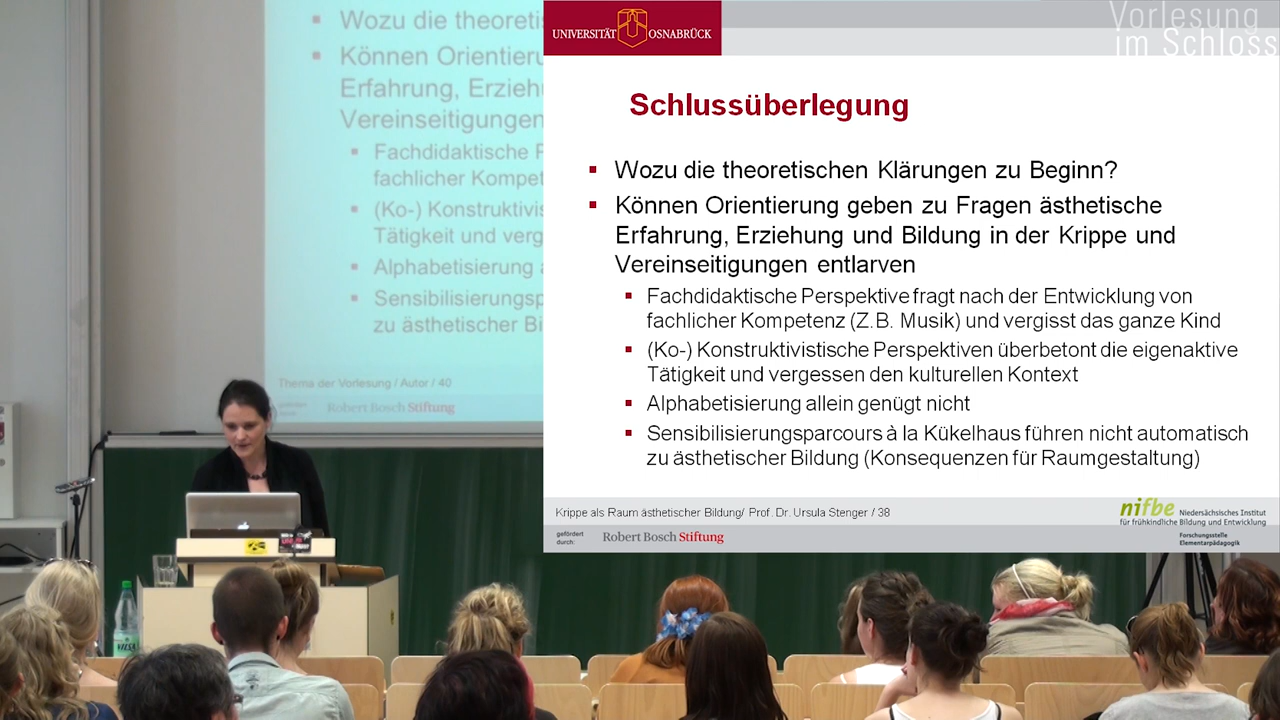 Wozu die theoreti
Können Orientieru
Erfahrung, Erzieh
Vereinseitigungen
Fachdidaktische P
fachlicher Kompet
(Ko-) Konstruktivis
Tätigkeit und verg
Alphabetisierung a
Sensibilisierungsp
zu ästhetischer Bi
Thema der Vorlesung / Autor / 40
gefördert
durch:
Robert Bosch Stiftung
UNIVERSITÄT OSNABRÜCK
Vorlesung
im Schloss
Schlussüberlegung
Wozu die theoretischen Klärungen zu Beginn?
Können Orientierung geben zu Fragen ästhetische
Erfahrung, Erziehung und Bildung in der Krippe und
Vereinseitigungen entlarven
Fachdidaktische Perspektive fragt nach der Entwicklung von
fachlicher Kompetenz (Z.B. Musik) und vergisst das ganze Kind
(Ko-) Konstruktivistische Perspektiven überbetont die eigenaktive
Tätigkeit und vergessen den kulturellen Kontext
Alphabetisierung allein genügt nicht
Sensibilisierungsparcours à la Kükelhaus führen nicht automatisch
zu ästhetischer Bildung (Konsequenzen für Raumgestaltung)
Krippe als Raum ästhetischer Bildung/ Prof. Dr. Ursula Stenger / 38
nifbe Niedersächsisches Institut
für frühkindliche Bildung und Entwicklung
Forschungsstelle
Elementarpädagogik
gefördert
durch:
Robert Bosch Stiftung